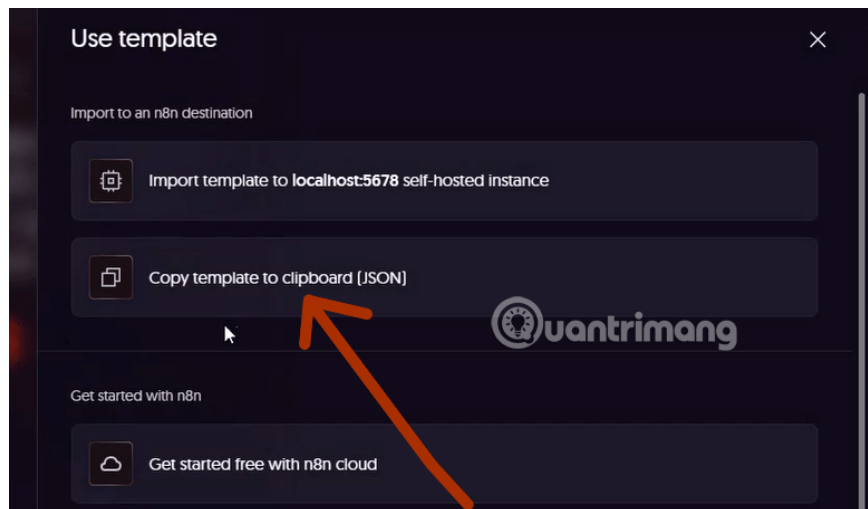 Use template
Import to an n8n destination
Import template to localhost:5678 self-hosted instance
Copy template to clipboard (JSON)
Quantrimang
Get started with n8n
Get started free with n8n cloud